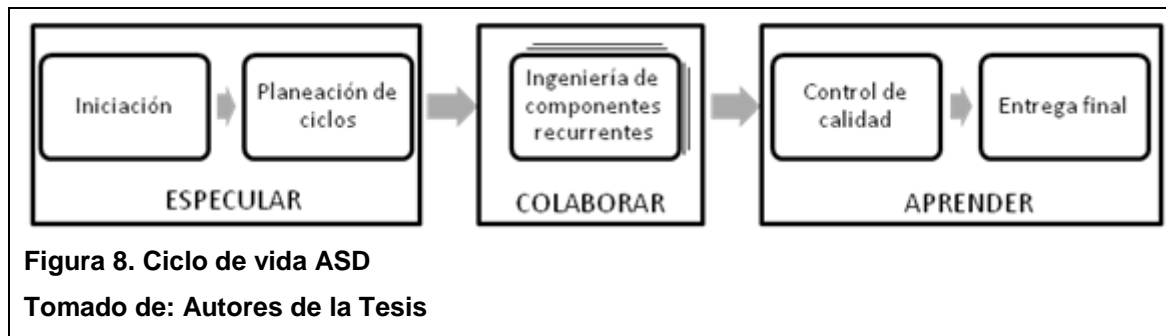 Iniciación
Planeación de
ciclos
ESPECULAR
Ingeniería de
componentes
recurrentes
COLABORAR
Control de
calidad
Entrega final
APRENDER
Figura 8. Ciclo de vida ASD
Tomado de: Autores de la Tesis